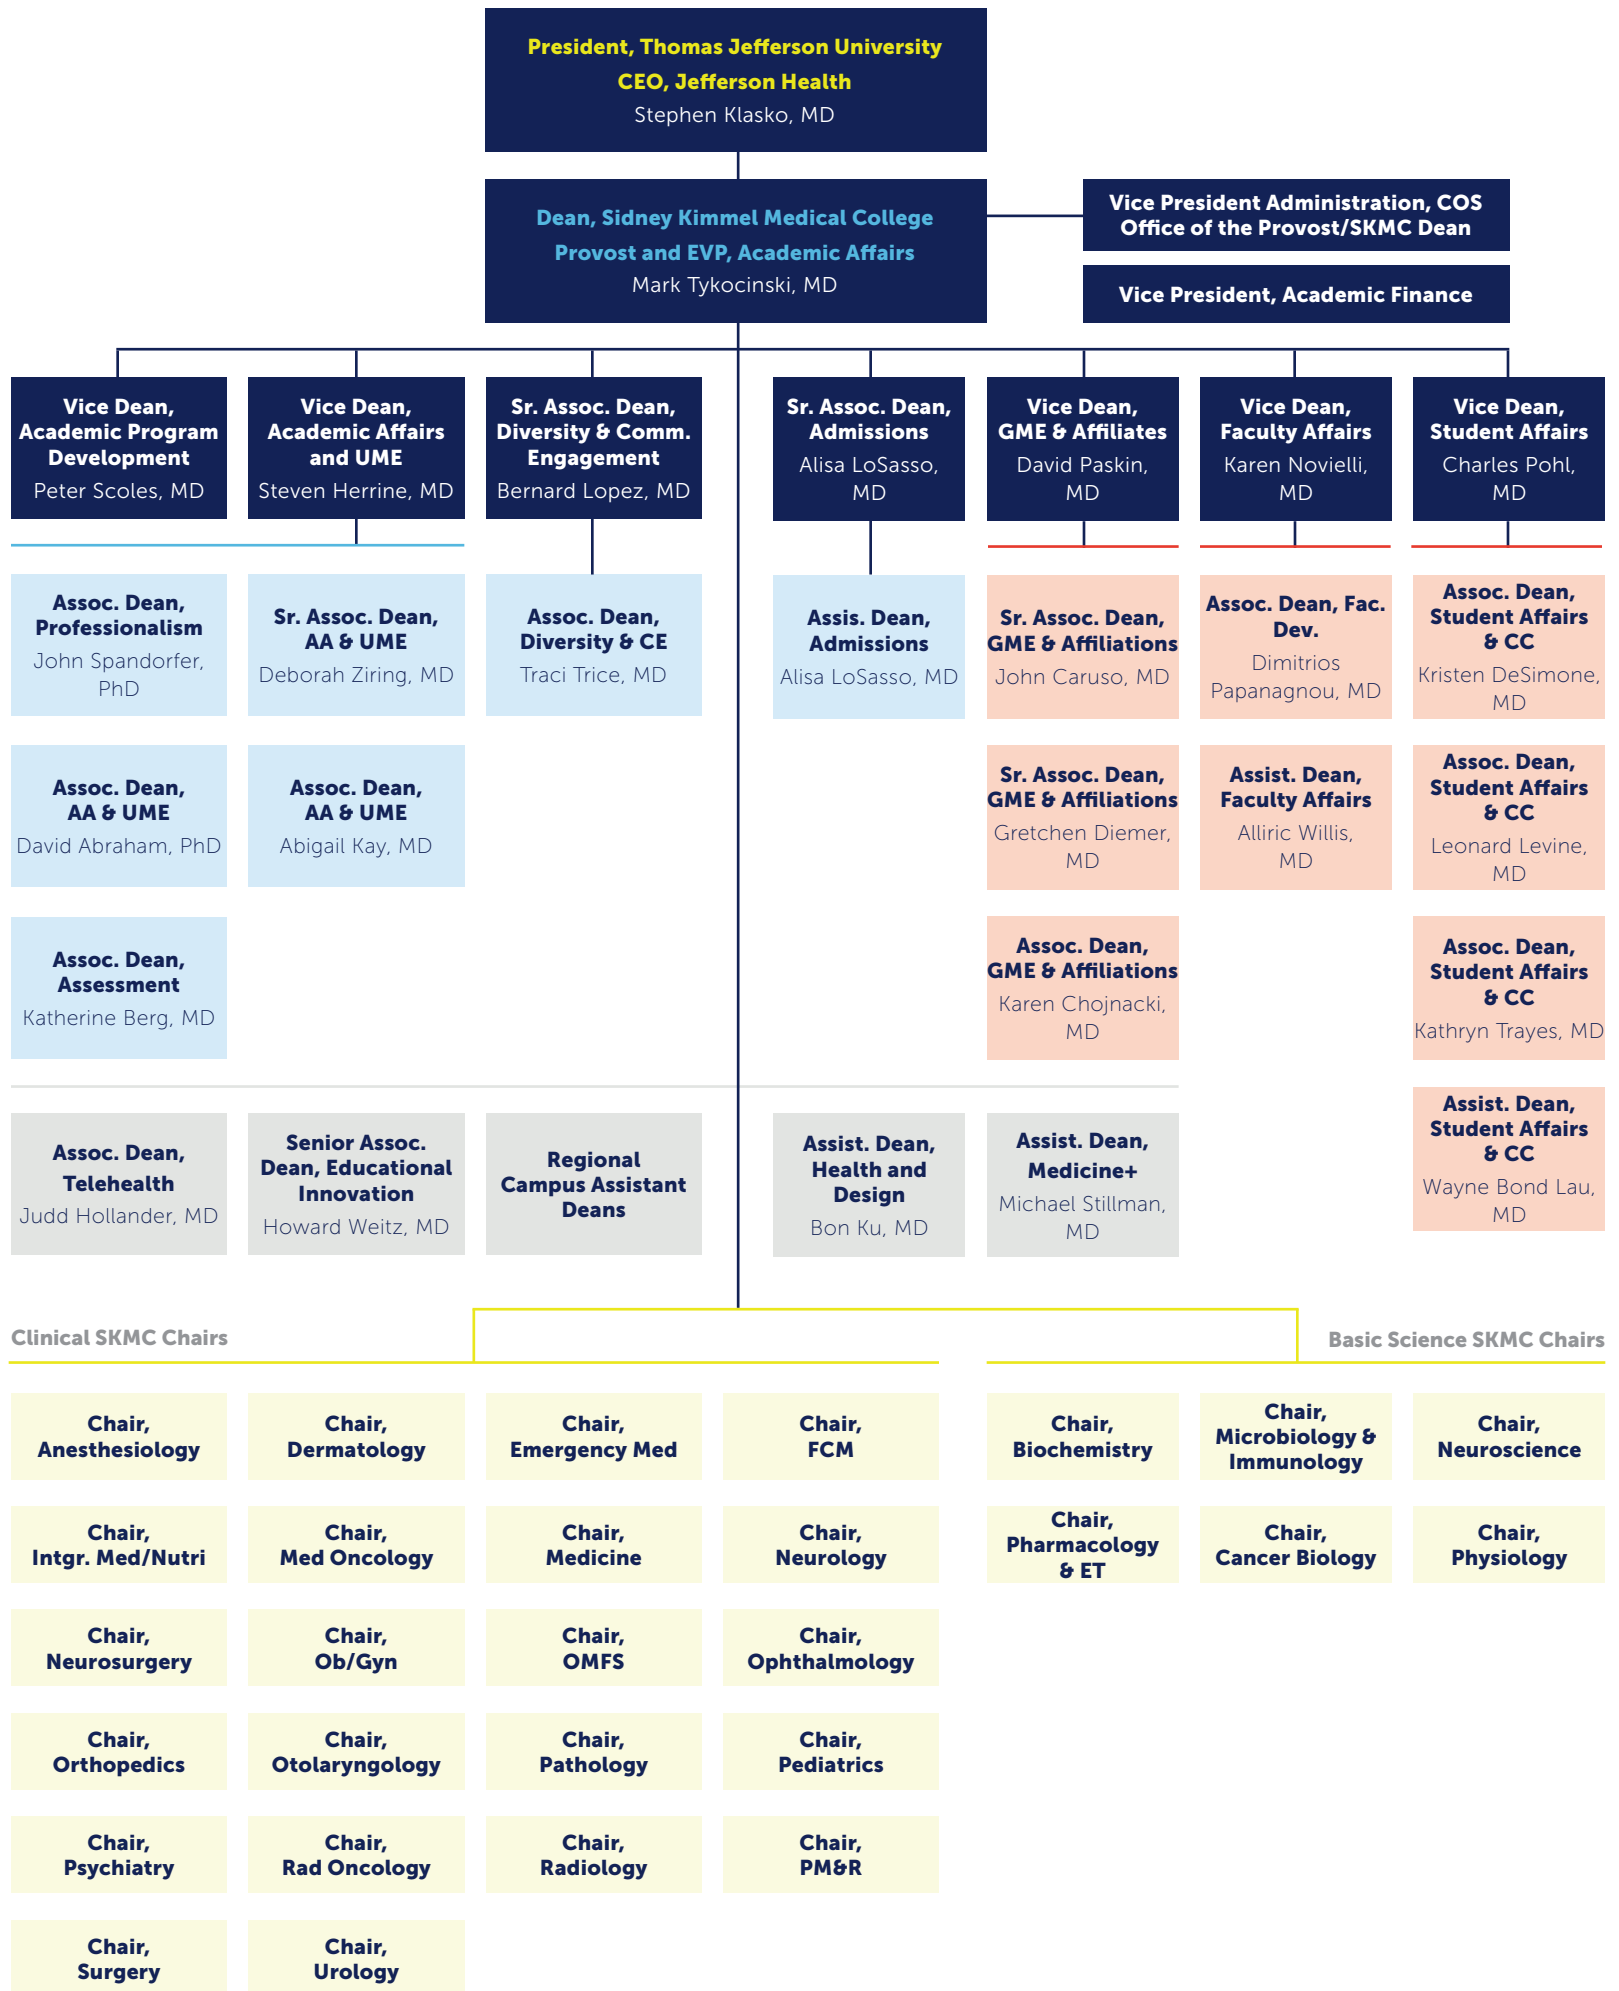 President, Thomas Jefferson University
CEO, Jefferson Health
Stephen Klasko, MD
Dean, Sidney Kimmel Medical College
Provost and EVP, Academic Affairs
Mark Tykocinski, MD
Vice President Administration, COS
Office of the Provost/SKMC Dean
Vice President, Academic Finance
Vice Dean,
Academic Program
Development
Peter Scoles, MD
Vice Dean,
Academic Affairs
and UME
Steven Herrine, MD
Sr. Assoc. Dean,
Diversity & Comm.
Engagement
Bernard Lopez, MD
Sr. Assoc. Dean,
Admissions
Alisa LoSasso,
MD
Vice Dean,
GME & Affiliates
David Paskin,
MD
Vice Dean,
Faculty Affairs
Karen Novielli,
MD
Vice Dean,
Student Affairs
Charles Pohl,
MD
Assoc. Dean,
Professionalism
John Spandorfer,
PhD
Sr. Assoc. Dean,
AA & UME
Deborah Ziring, MD
Assoc. Dean,
Diversity & CE
Traci Trice, MD
Assis. Dean,
Admissions
Alisa LoSasso, MD
Sr. Assoc. Dean,
GME & Affiliations
John Caruso, MD
Assoc. Dean, Fac.
Dev.
Dimitrios
Papanagnou, MD
Assoc. Dean,
Student Affairs
& CC
Kristen DeSimone,
MD
Assoc. Dean,
AA & UME
David Abraham, PhD
Assoc. Dean,
AA & UME
Abigail Kay, MD
Sr. Assoc. Dean,
GME & Affiliations
Gretchen Diemer,
MD
Assist. Dean,
Faculty Affairs
Alliric Willis,
MD
Assoc. Dean,
Student Affairs
& CC
Leonard Levine,
MD
Assoc. Dean,
Assessment
Katherine Berg, MD
Assoc. Dean,
GME & Affiliations
Karen Chojnacki,
MD
Assoc. Dean,
Student Affairs
& CC
Kathryn Trayes, MD
Assoc. Dean,
Telehealth
Judd Hollander, MD
Senior Assoc.
Dean, Educational
Innovation
Howard Weitz, MD
Regional
Campus Assistant
Deans
Assist. Dean,
Health and
Design
Bon Ku, MD
Assist. Dean,
Medicine+
Michael Stillman,
MD
Assist. Dean,
Student Affairs
& CC
Wayne Bond Lau,
MD
Clinical SKMC Chairs
Basic Science SKMC Chairs
Chair,
Anesthesiology
Chair,
Dermatology
Chair,
Emergency Med
Chair,
FCM
Chair,
Biochemistry
Chair,
Microbiology &
Immunology
Chair,
Neuroscience
Chair,
Intgr. Med/Nutri
Chair,
Med Oncology
Chair,
Medicine
Chair,
Neurology
Chair,
Pharmacology
& ET
Chair,
Cancer Biology
Chair,
Physiology
Chair,
Neurosurgery
Chair,
Ob/Gyn
Chair,
OMFS
Chair,
Ophthalmology
Chair,
Orthopedics
Chair,
Otolaryngology
Chair,
Pathology
Chair,
Pediatrics
Chair,
Psychiatry
Chair,
Rad Oncology
Chair,
Radiology
Chair,
PM&R
Chair,
Surgery
Chair,
Urology